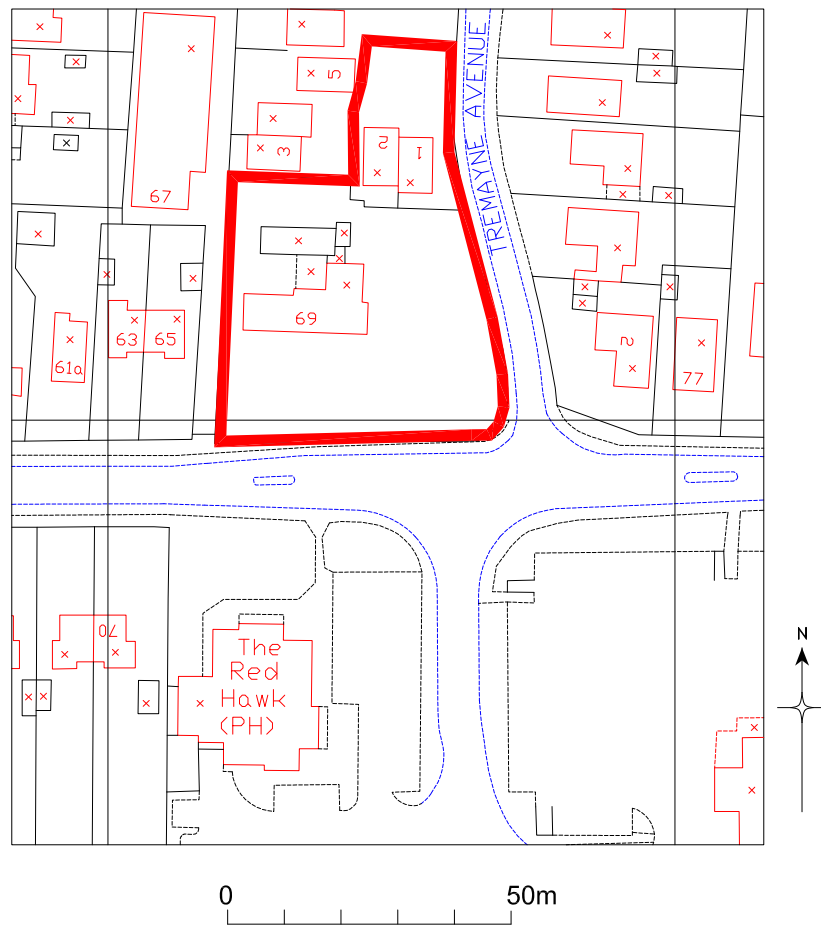 TREMAYNE AVENUE
5
2
1
3
67
69
63
65
61a
2
77
70
The
Red
Hawk
(PH)
N
0 50m